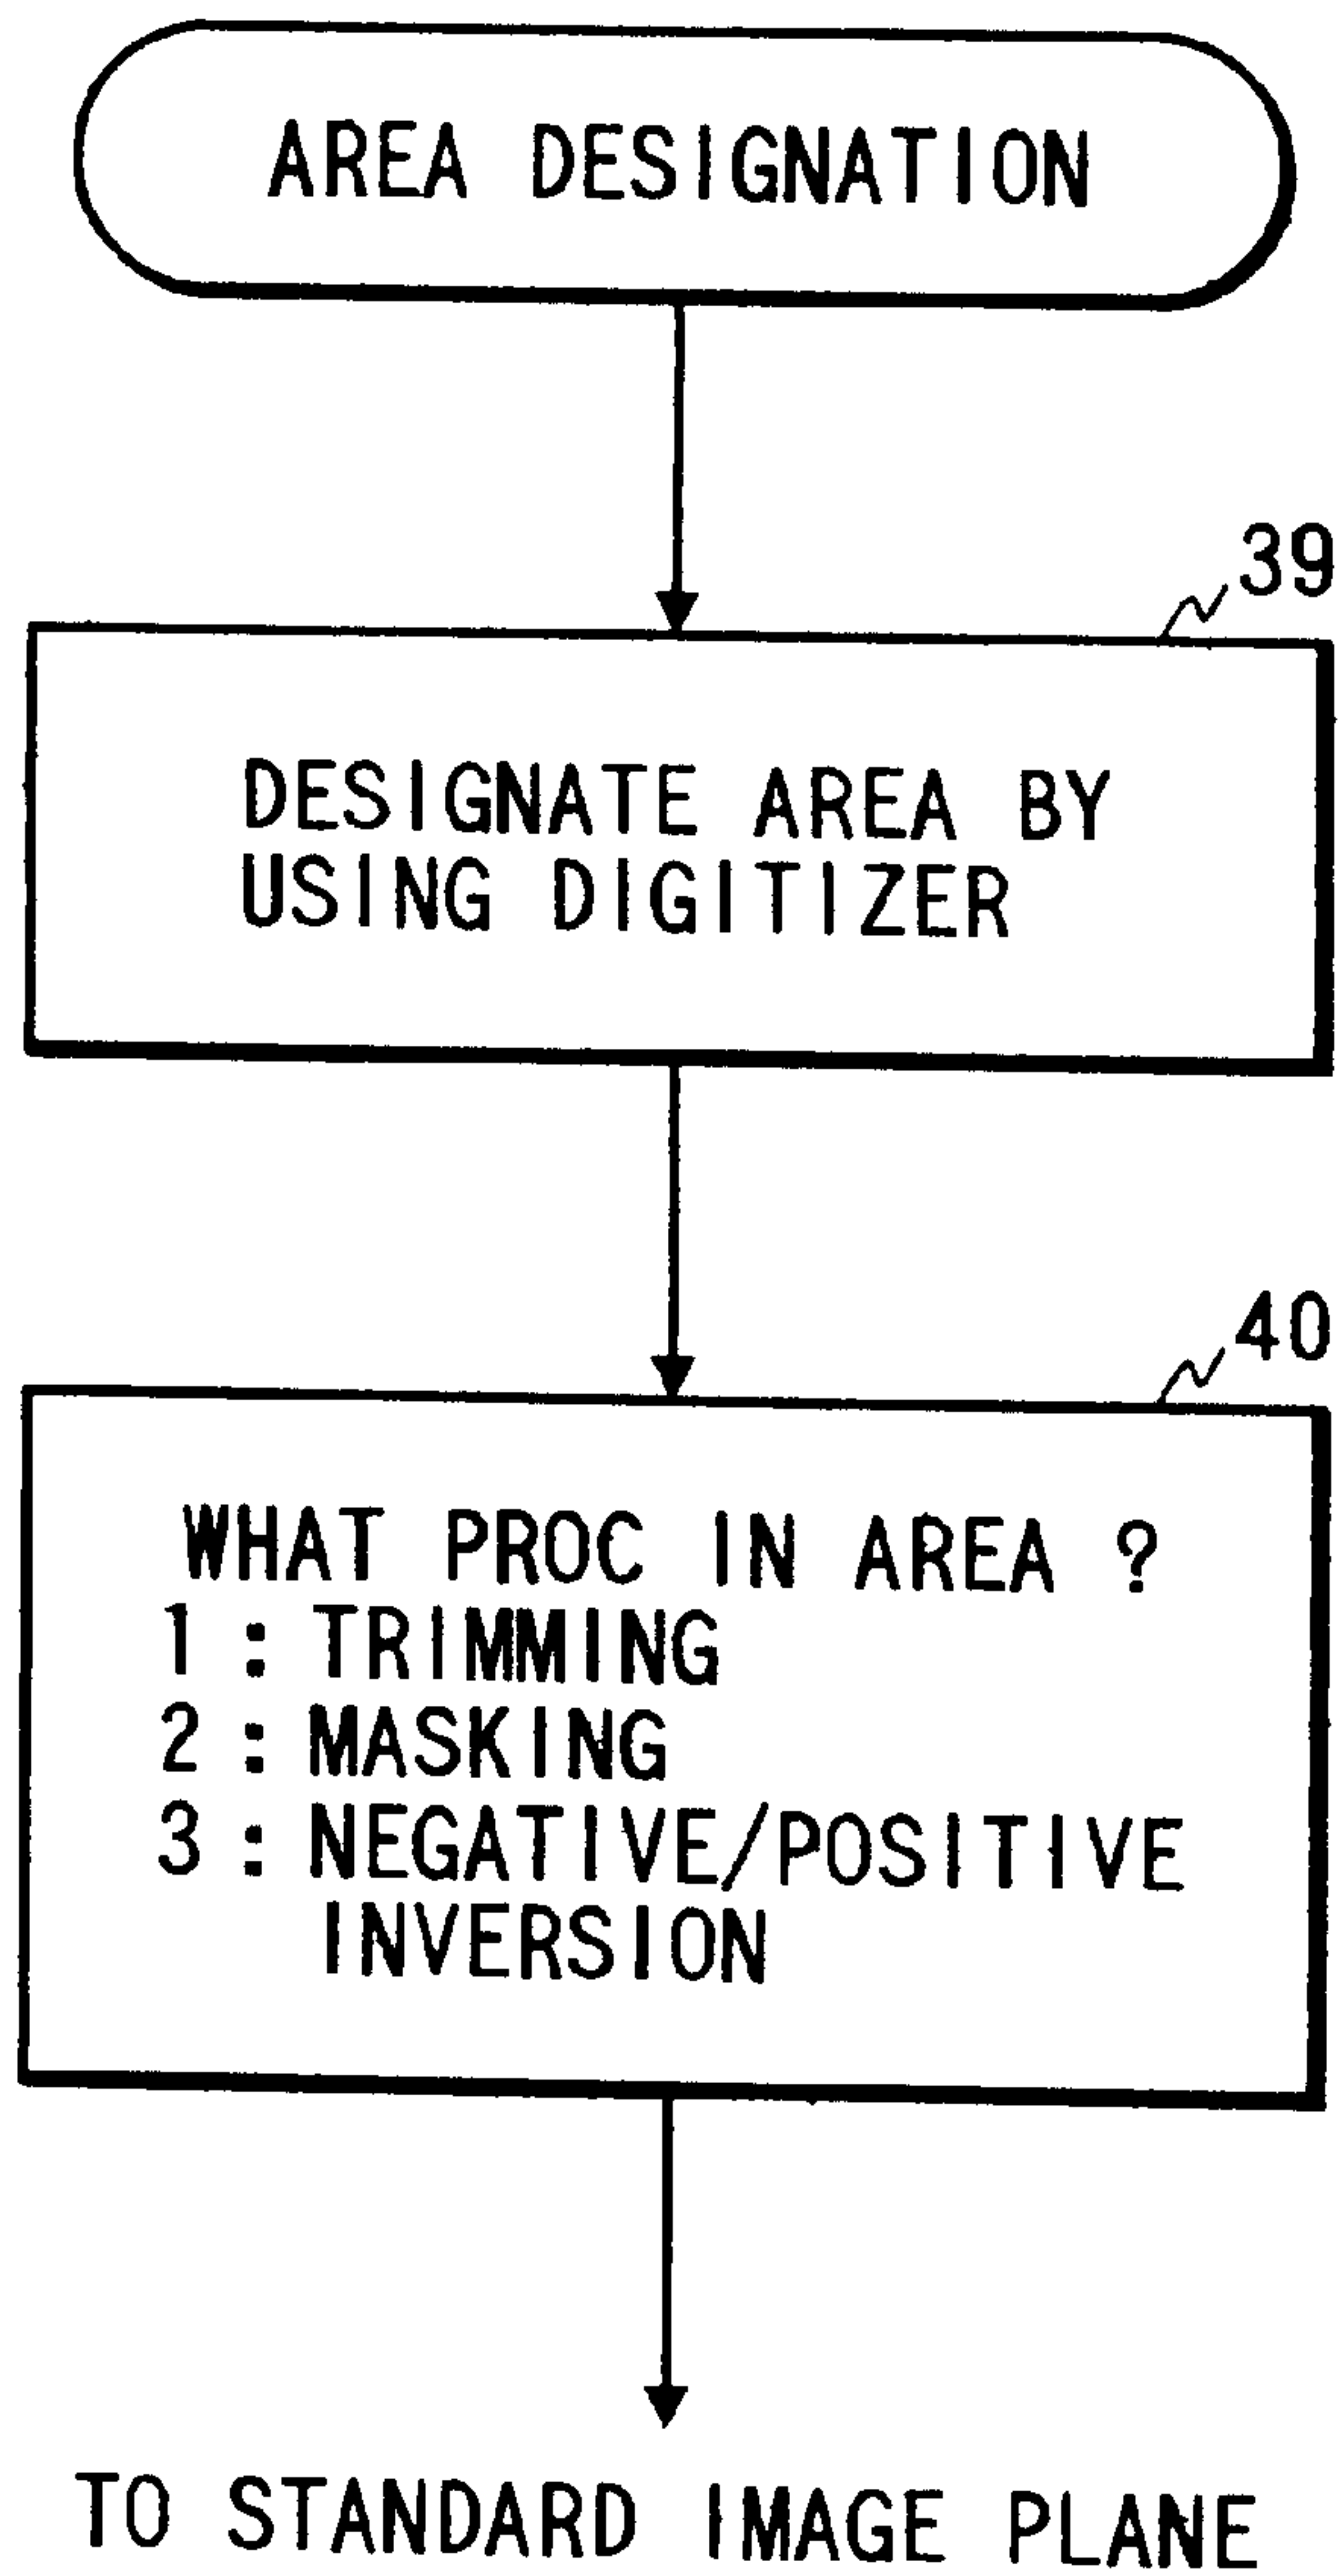 AREA DESIGNATION
39
DESIGNATE AREA BY
USING DIGITIZER
40
WHAT PROC IN AREA ?
1 : TRIMMING
2 : MASKING
3 : NEGATIVE/POSITIVE
INVERSION
TO STANDARD IMAGE PLANE